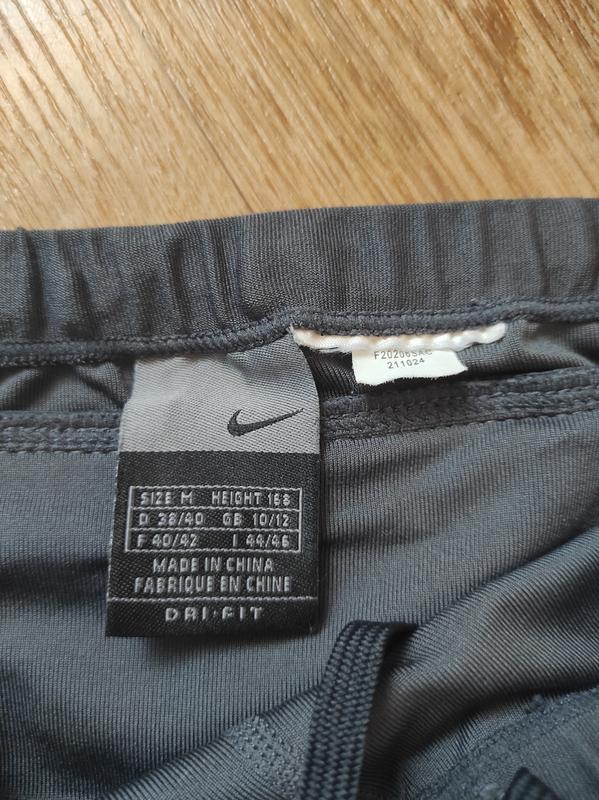 F20206SAC
211024
SIZE M HEIGHT 168
D 38/40 GB 10/12
F 40/42 I 44/46
MADE IN CHINA
FABRIQUE EN CHINE
DRI·FIT